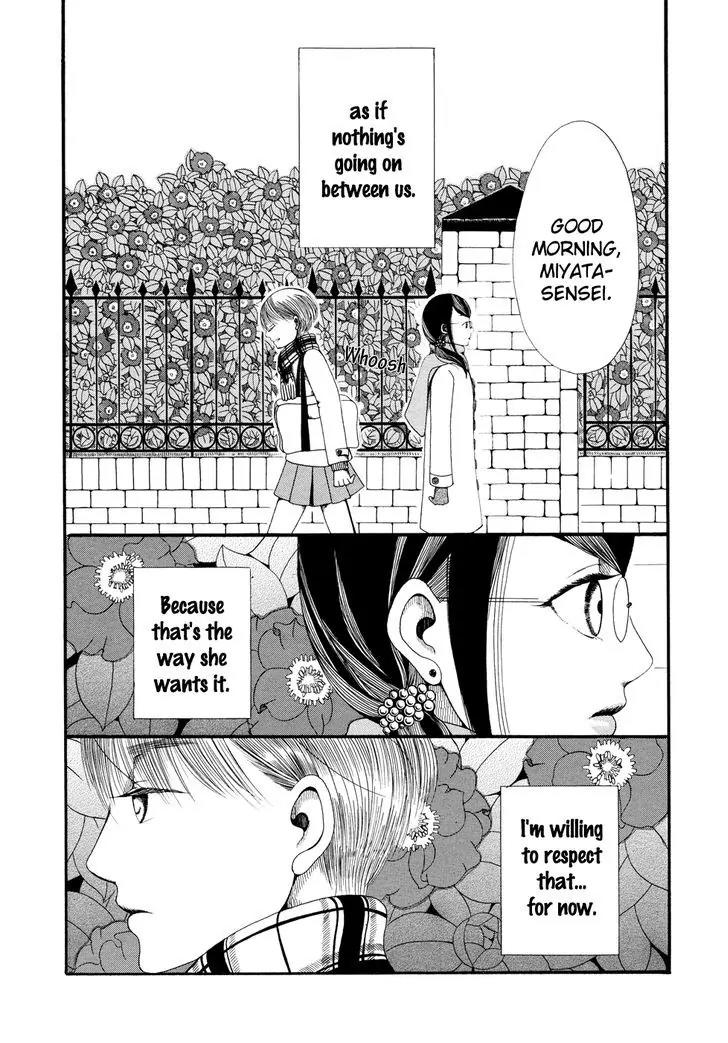 as if
nothing's
going on
between us.
GOOD
MORNING,
MIYATA-
SENSEI.
Whoosh
Because
that's the
way she
wants it.
I'm willing
to respect
that...
for now.